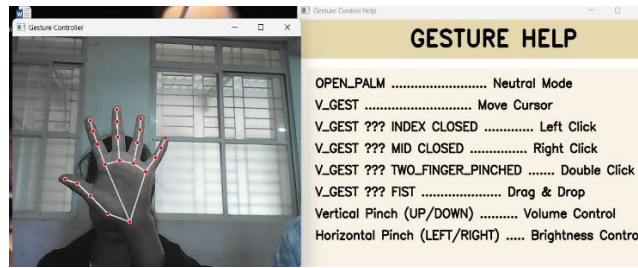 Gesture Controller
Gesture Control Help
GESTURE HELP
OPEN_PALM ......................... Neutral Mode
V_GEST ............................ Move Cursor
V_GEST ??? INDEX CLOSED ............. Left Click
V_GEST ??? MID CLOSED ............... Right Click
V_GEST ??? TWO_FINGER_PINCHED ....... Double Click
V_GEST ??? FIST ..................... Drag & Drop
Vertical Pinch (UP/DOWN) .......... Volume Control
Horizontal Pinch (LEFT/RIGHT) ..... Brightness Contro